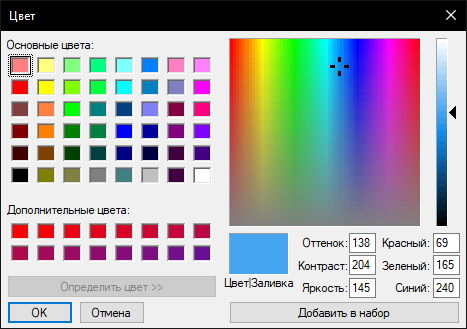 Цвет
Основные цвета:
Дополнительные цвета:
Определить цвет >>
OK Отмена
Цвет|Заливка
Оттенок: 138 Красный: 69
Контраст: 204 Зеленый: 165
Яркость: 145 Синий: 240
Добавить в набор